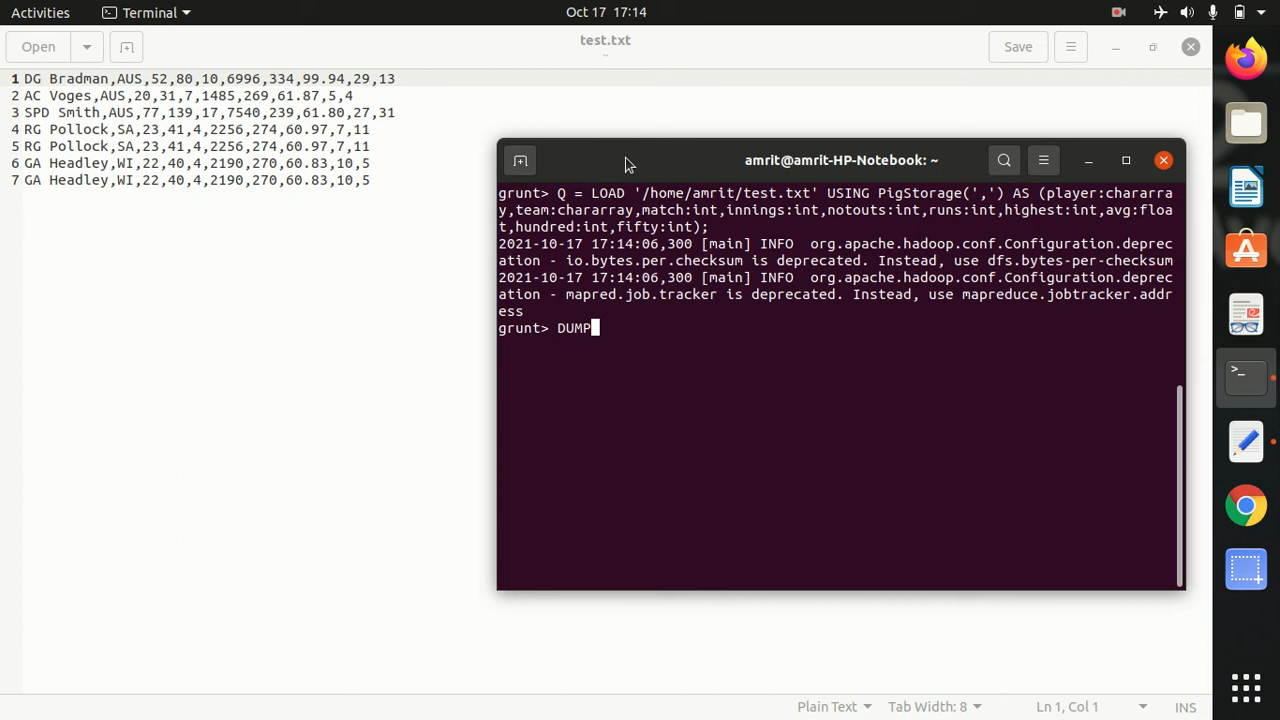 Activities
Terminal
Oct 17 17:14
Open
test.txt
Save
1 DG Bradman,AUS,52,80,10,6996,334,99.94,29,13
2 AC Voges,AUS,20,31,7,1485,269,61.87,5,4
3 SPD Smith,AUS,77,139,17,7540,239,61.80,27,31
4 RG Pollock,SA,23,41,4,2256,274,60.97,7,11
5 RG Pollock,SA,23,41,4,2256,274,60.97,7,11
6 GA Headley,WI,22,40,4,2190,270,60.83,10,5
7 GA Headley,WI,22,40,4,2190,270,60.83,10,5
amrit@amrit-HP-Notebook: ~
grunt> Q = LOAD '/home/amrit/test.txt' USING PigStorage(',') AS (player:chararra
y,team:chararray,match:int,innings:int,notouts:int,runs:int,highest:int,avg:floa
t,hundred:int,fifty:int);
2021-10-17 17:14:06,300 [main] INFO  org.apache.hadoop.conf.Configuration.deprec
ation - io.bytes.per.checksum is deprecated. Instead, use dfs.bytes-per-checksum
2021-10-17 17:14:06,300 [main] INFO  org.apache.hadoop.conf.Configuration.deprec
ation - mapred.job.tracker is deprecated. Instead, use mapreduce.jobtracker.addr
ess
grunt> DUMP
Plain Text
Tab Width: 8
Ln 1, Col 1
INS